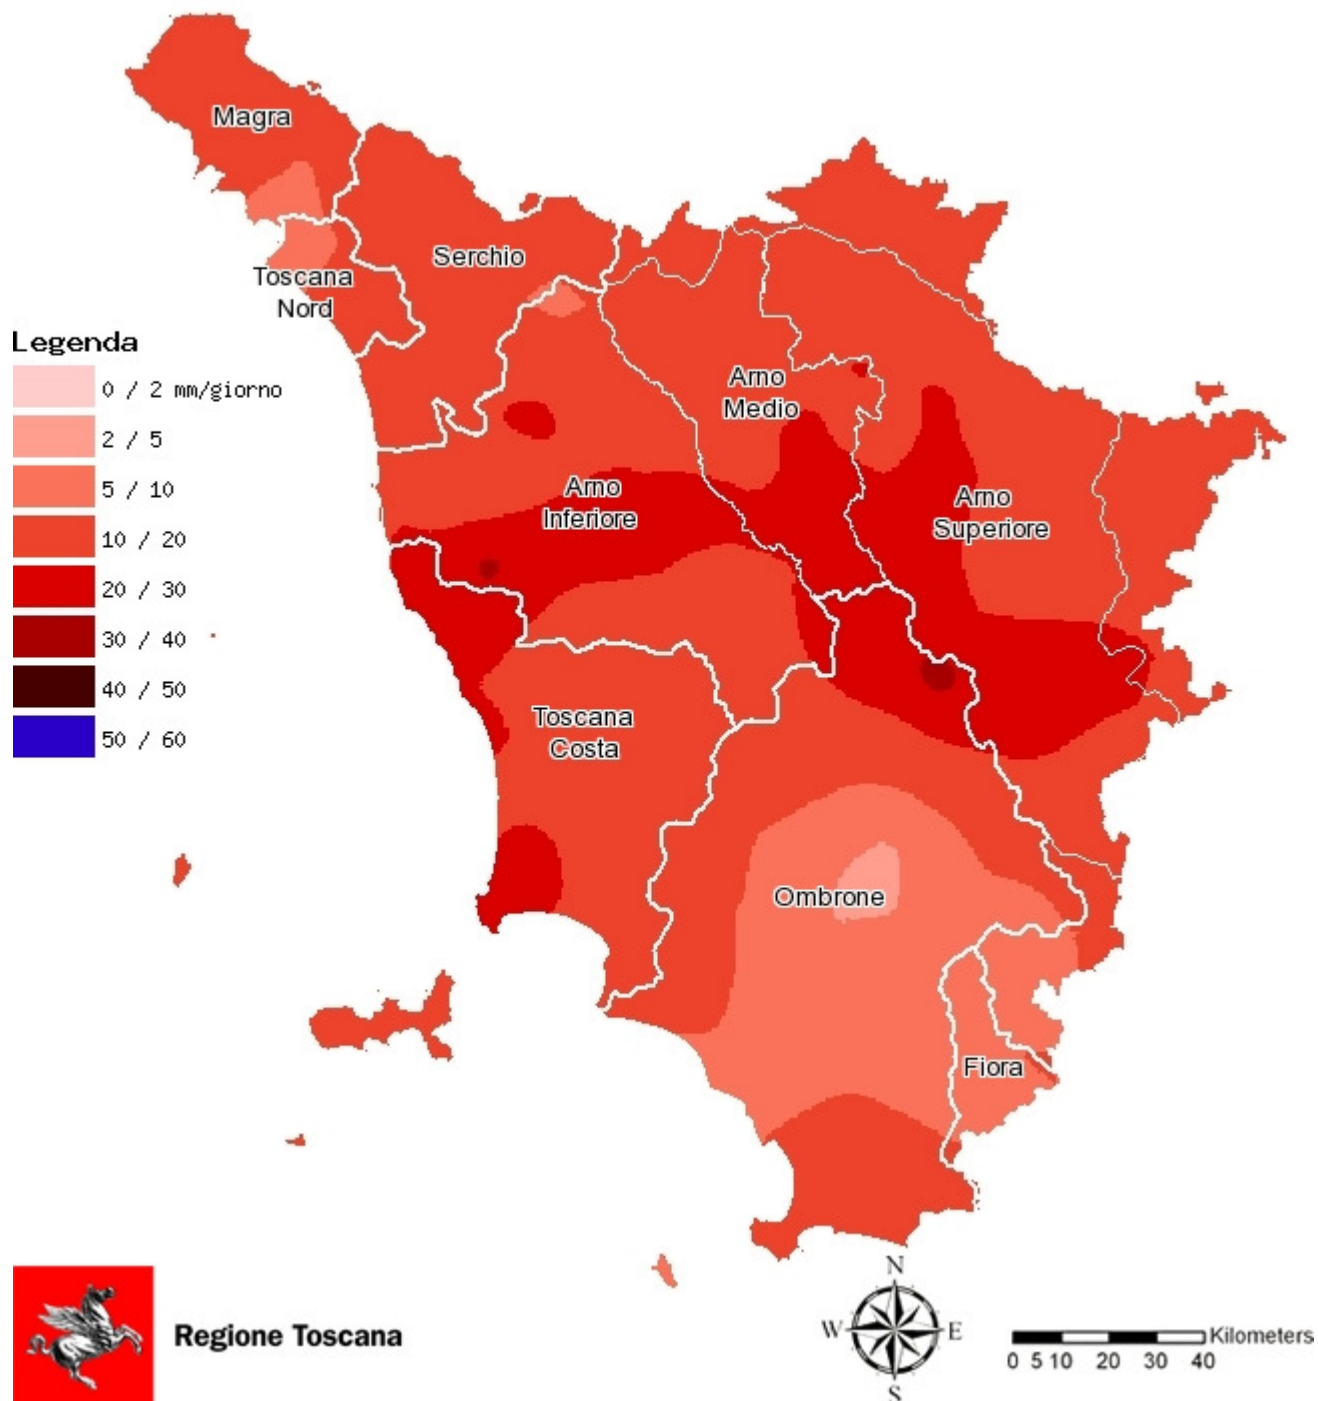 Magra
Serchio
Toscana
Nord
Legenda
0 / 2 mm/giorno
2 / 5
5 / 10
10 / 20
20 / 30
30 / 40
40 / 50
50 / 60
Arno
Medio
Arno
Inferiore
Arno
Superiore
Toscana
Costa
Ombrone
Fiora
Regione Toscana
N
W E
S
Kilometers
0 5 10 20 30 40